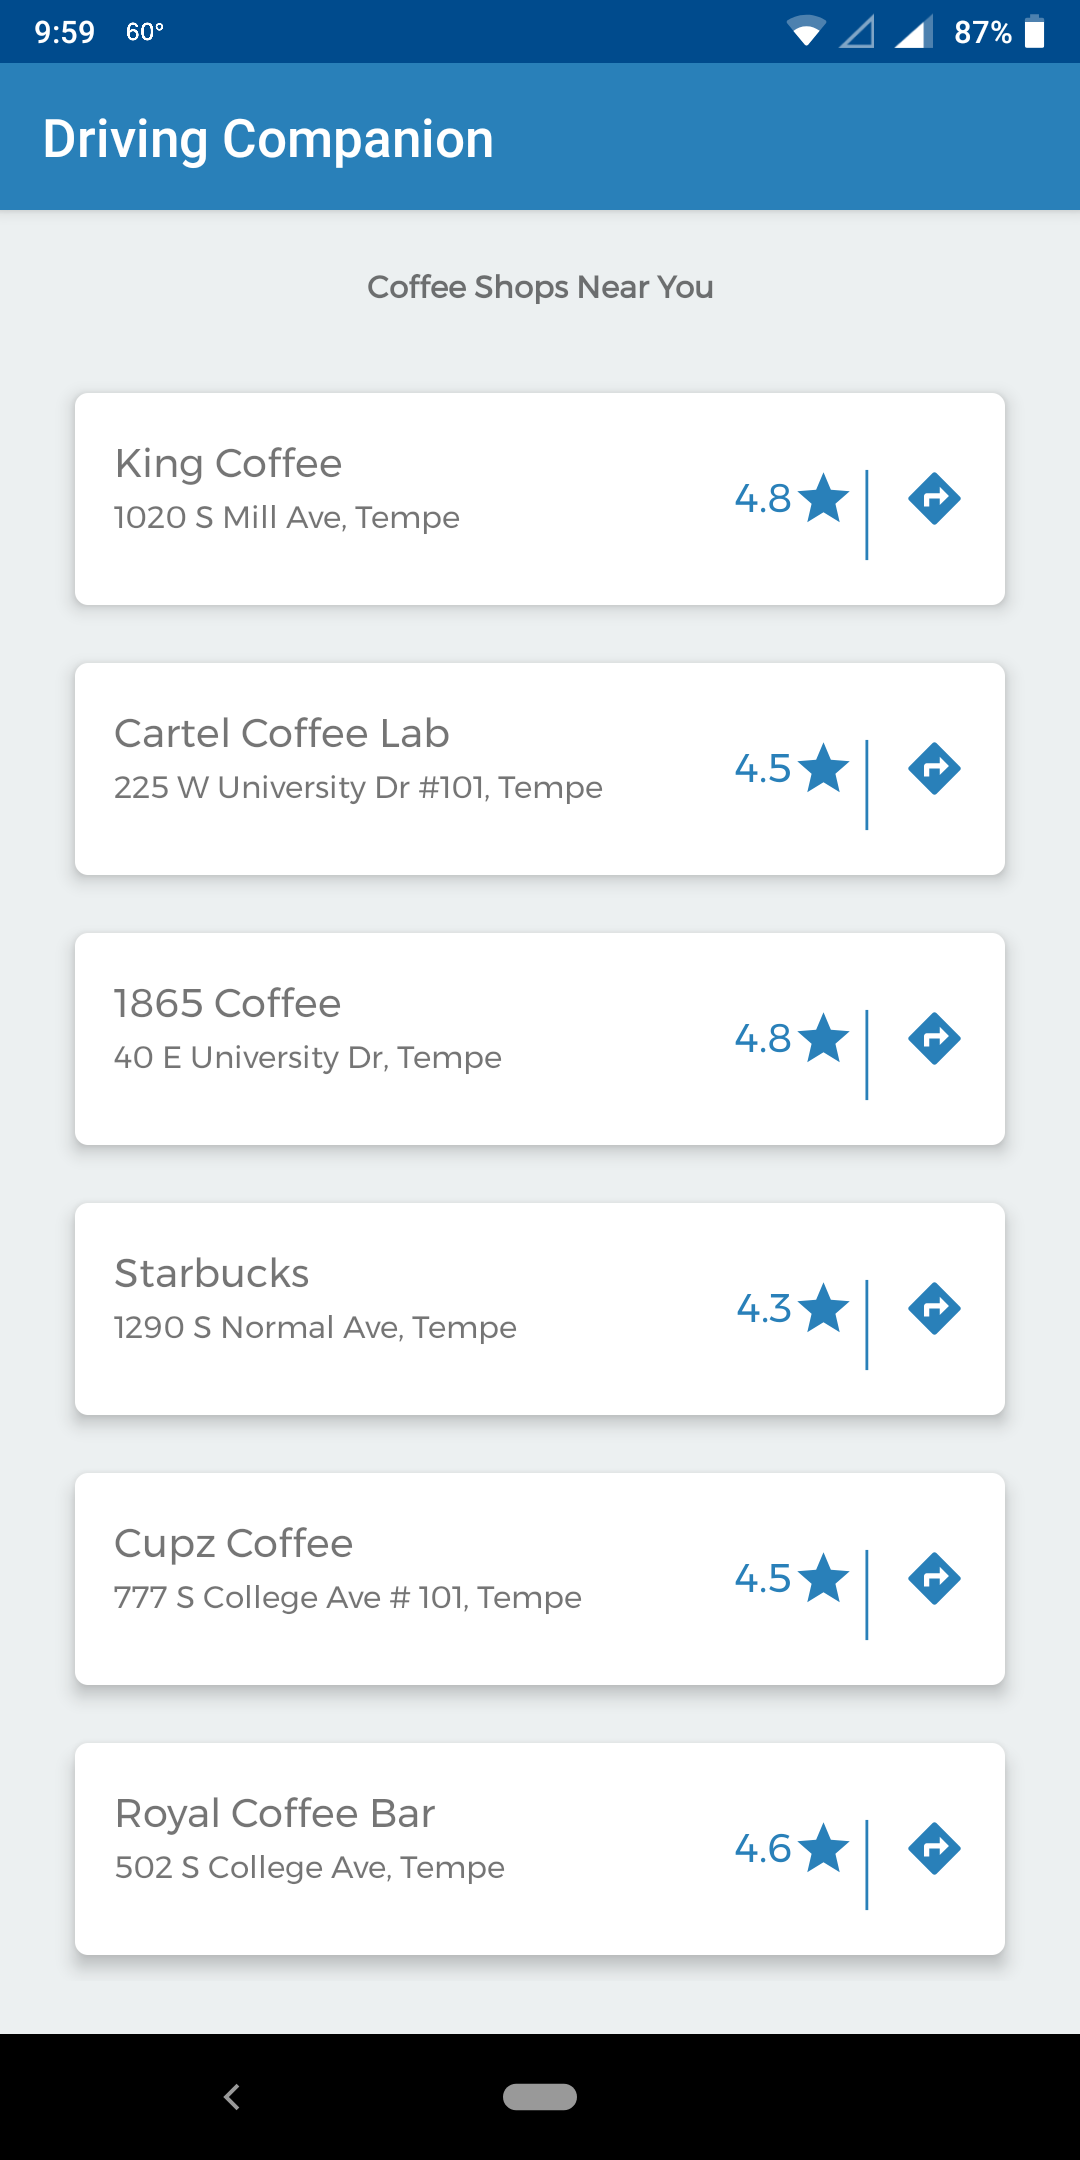 9:59 60° 87%
Driving Companion
Coffee Shops Near You
King Coffee
1020 S Mill Ave, Tempe
4.8
Cartel Coffee Lab
225 W University Dr #101, Tempe
4.5
1865 Coffee
40 E University Dr, Tempe
4.8
Starbucks
1290 S Normal Ave, Tempe
4.3
Cupz Coffee
777 S College Ave # 101, Tempe
4.5
Royal Coffee Bar
502 S College Ave, Tempe
4.6